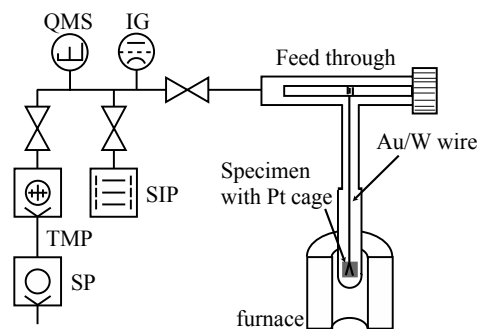 QMS
IG
Feed through
Au/W wire
Specimen
with Pt cage
SIP
TMP
SP
furnace